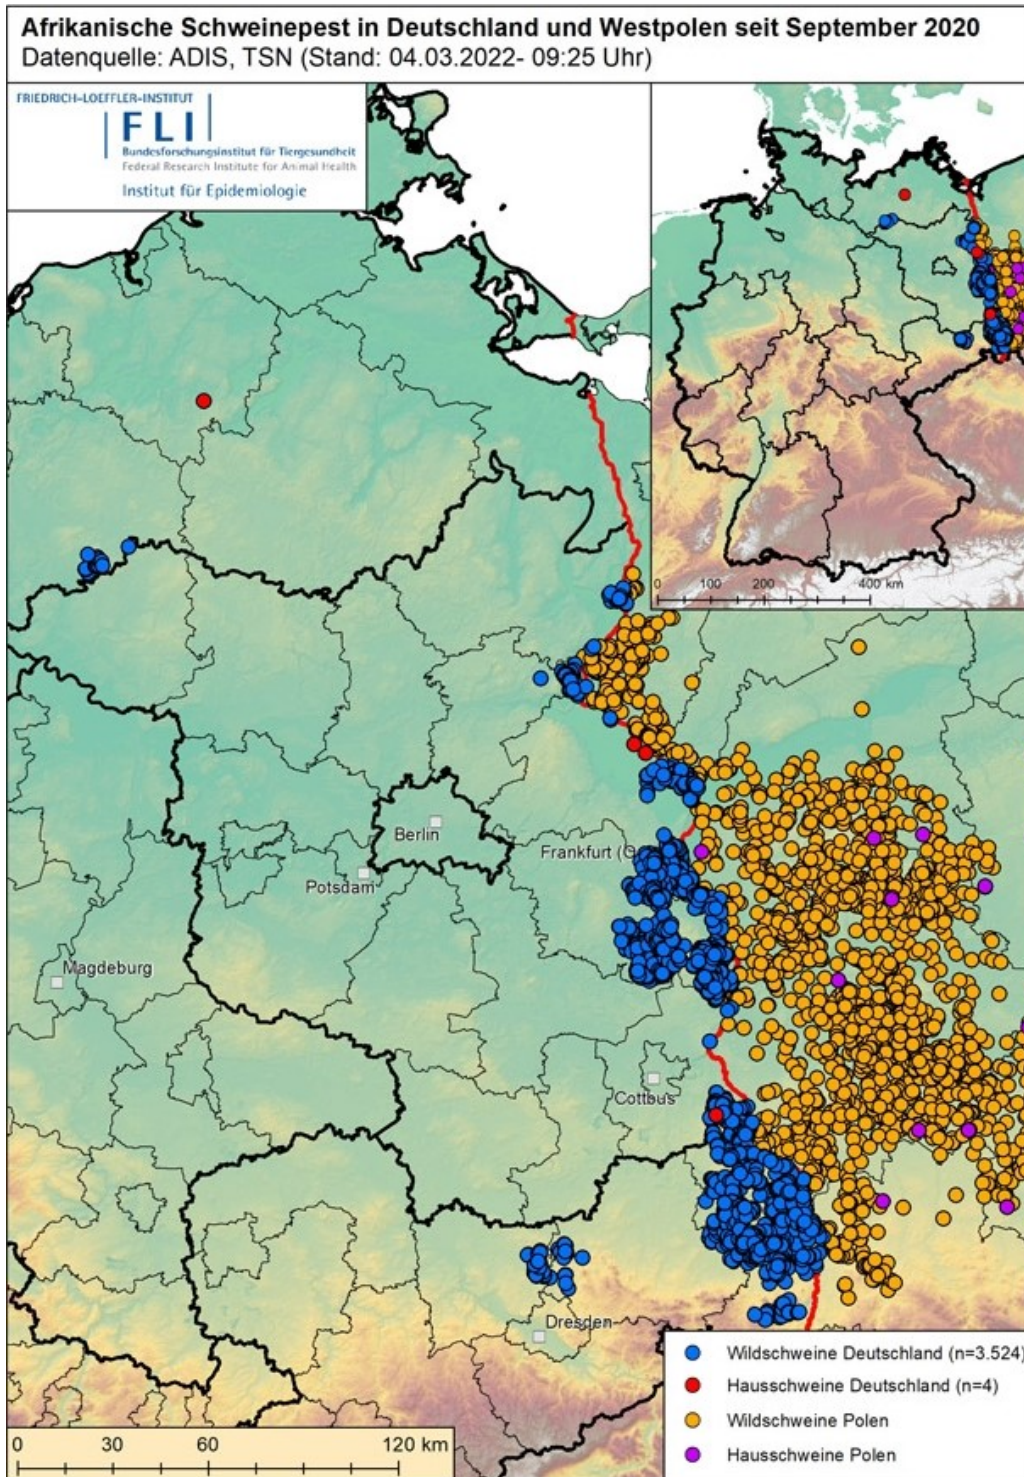 Afrikanische Schweinepest in Deutschland und Westpolen seit September 2020
Datenquelle: ADIS, TSN (Stand: 04.03.2022- 09:25 Uhr)
FRIEDRICH-LOEFFLER-INSTITUT
FLI
Bundesforschungsinstitut für Tiergesundheit
Federal Research Institute for Animal Health
Institut für Epidemiologie
0 100 200 400 km
Berlin
Frankfurt (O
Potsdam
Magdeburg
Cottbus
Dresden
Wildschweine Deutschland (n=3.524)
Hausschweine Deutschland (n=4)
Wildschweine Polen
Hausschweine Polen
0 30 60 120 km